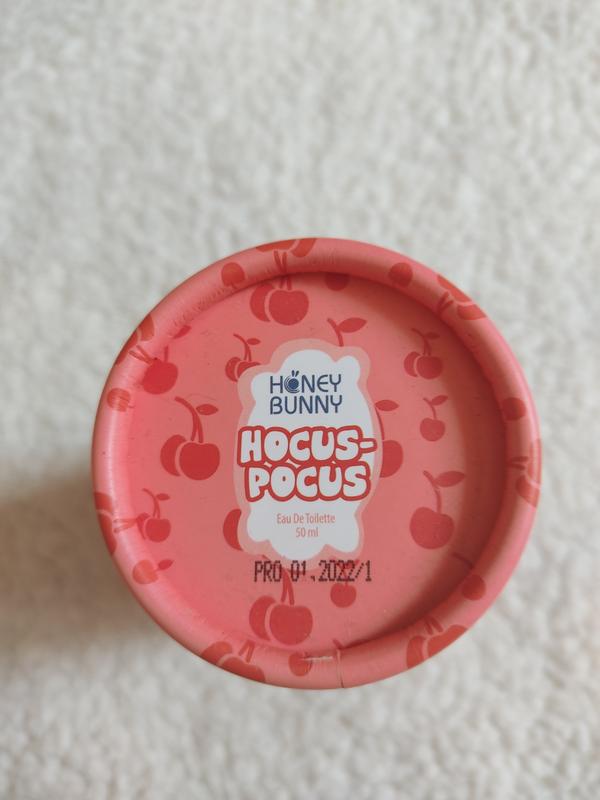 HONEY
BUNNY
HOCUS-
POCUS
Eau De Toilette
50 ml
PRO 01.2022/1